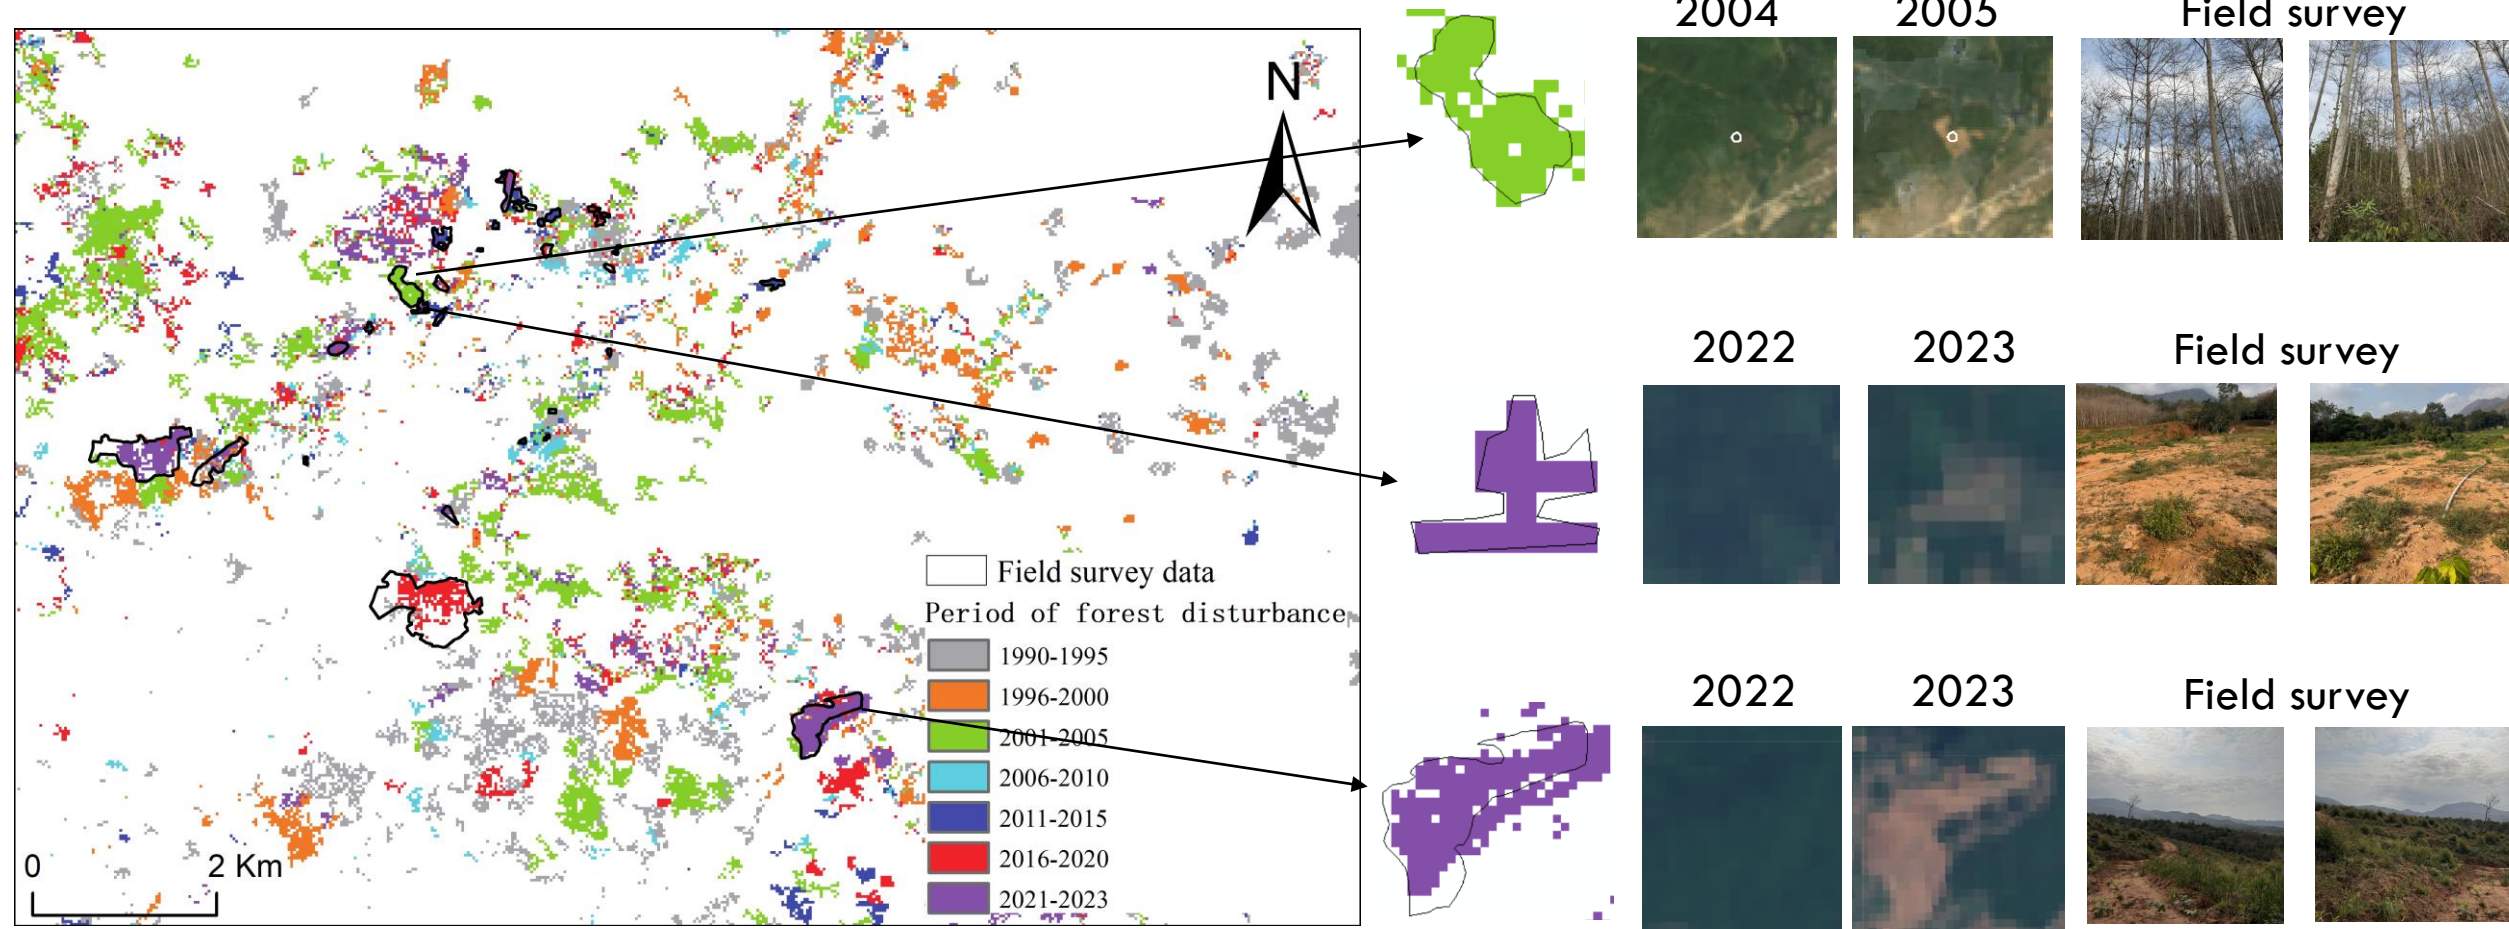 2004 2005 Field survey
N
2022 2023 Field survey
Field survey data
Period of forest disturbance
1990-1995
1996-2000
2001-2005
2006-2010
2011-2015
2016-2020
2021-2023
0 2 Km
2022 2023 Field survey